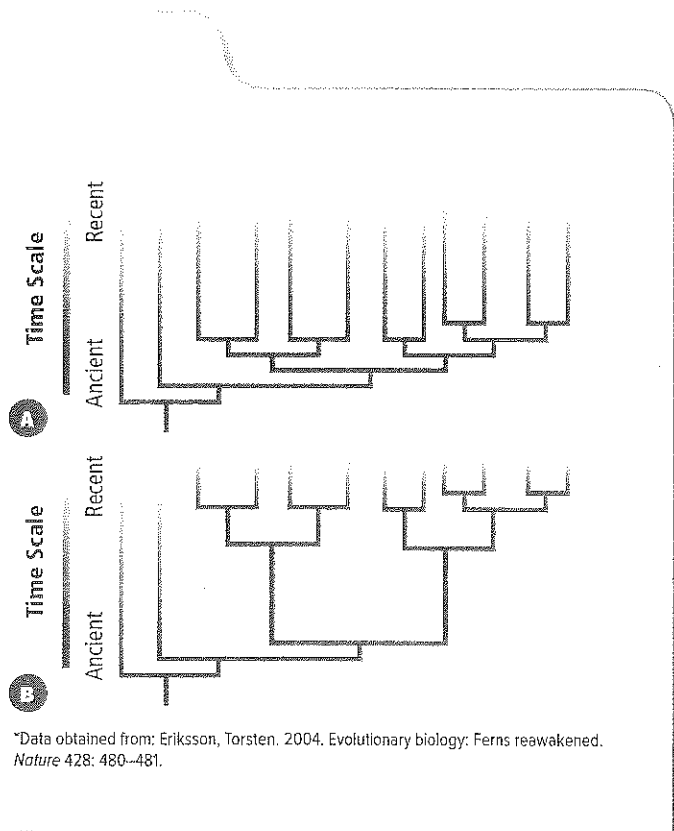 A
Time Scale
Ancient
Recent
B
Time Scale
Ancient
Recent
*Data obtained from: Eriksson, Torsten. 2004. Evolutionary biology: Ferns reawakened.
Nature 428: 480–481.